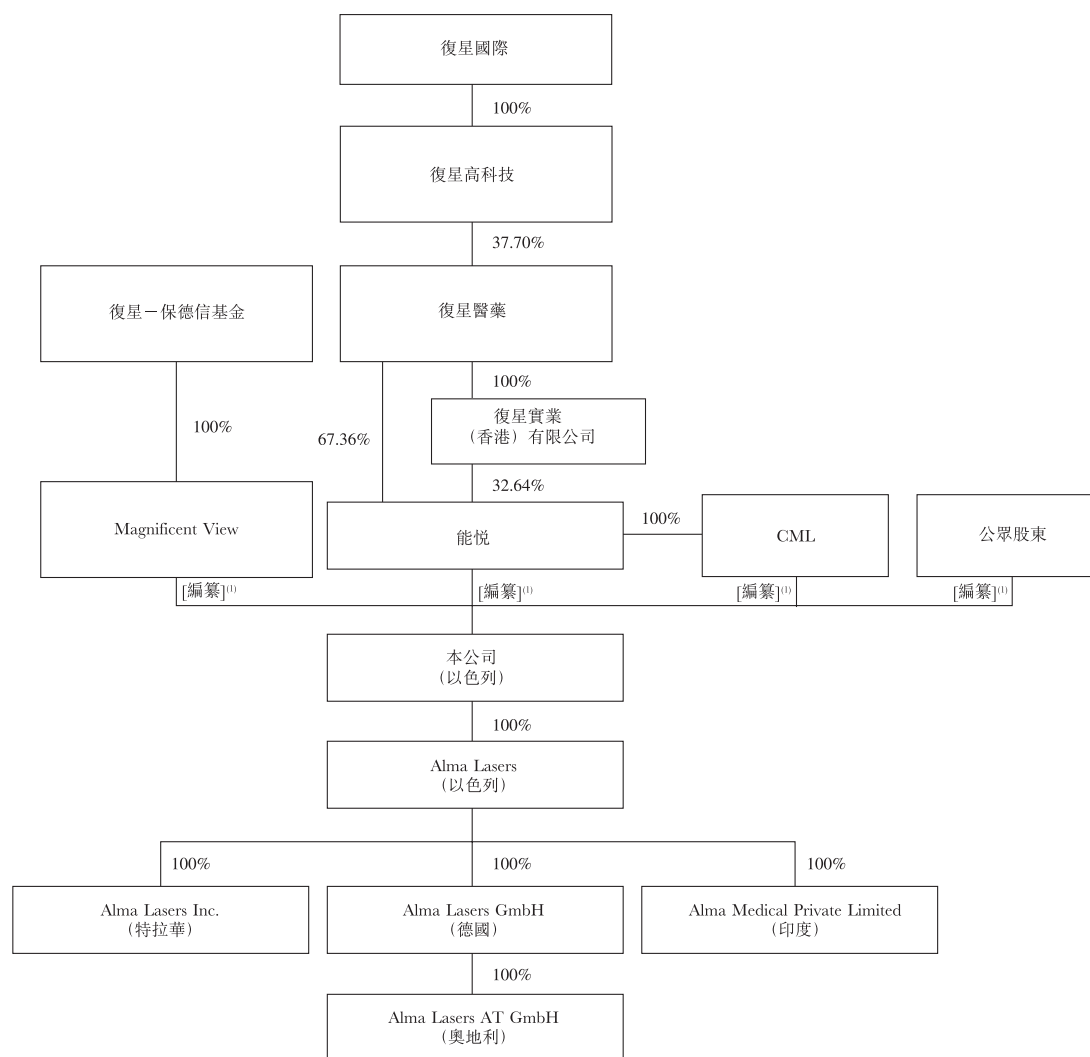 復星國際
100%
復星高科技
37.70%
復星－保德信基金
復星醫藥
100%
100%
67.36%
復星實業
（香港）有限公司
32.64%
Magnificent View
能悦
100%
CML
公眾股東
[編纂](1)
[編纂](1)
[編纂](1)
[編纂](1)
本公司
（以色列）
100%
Alma Lasers
（以色列）
100%
100%
100%
Alma Lasers Inc.
（特拉華）
Alma Lasers GmbH
（德國）
Alma Medical Private Limited
（印度）
100%
Alma Lasers AT GmbH
（奧地利）